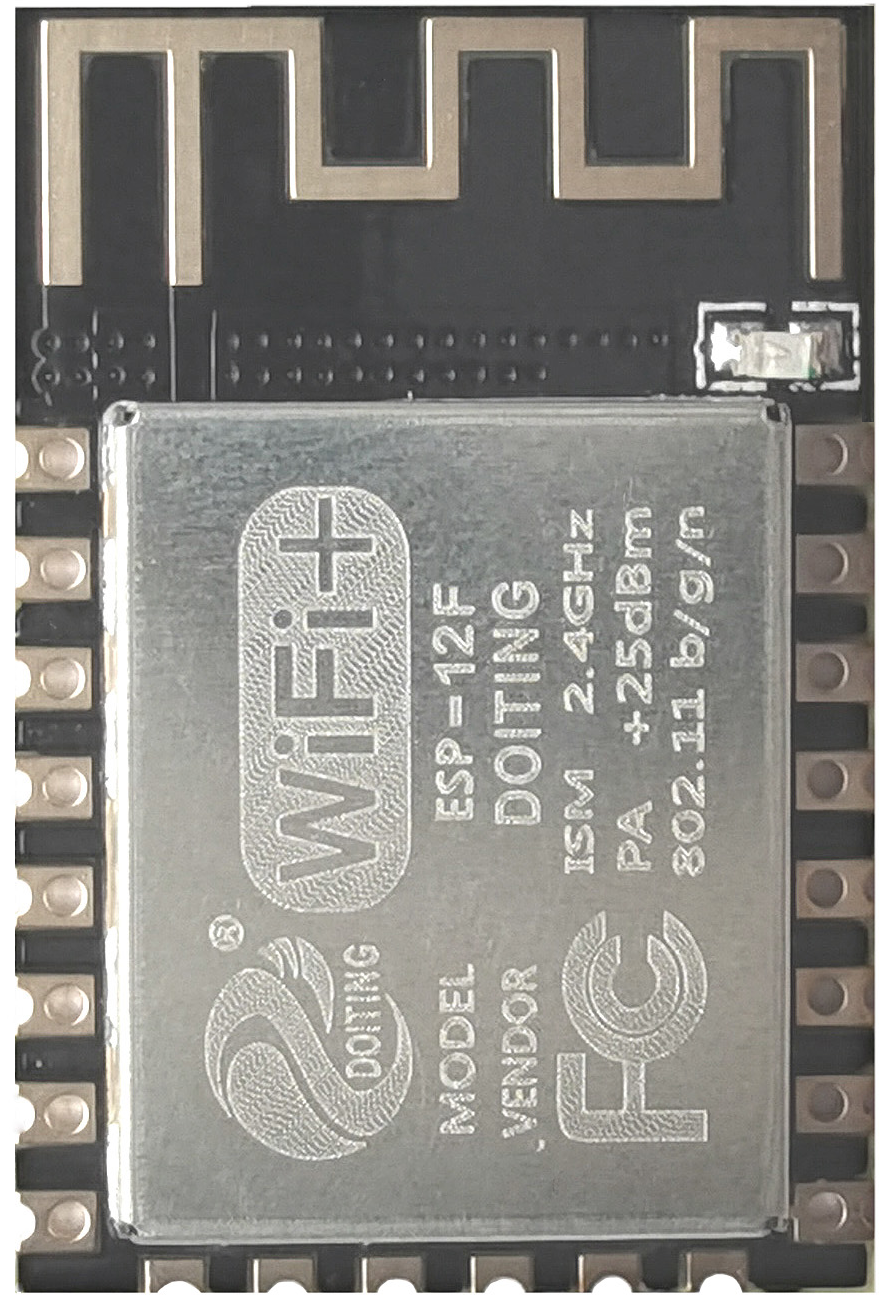 WiFi+
®
DOITING
MODEL ESP-12F
VENDOR DOITING
FC
ISM 2.4GHz
PA +25dBm
802.11 b/g/n